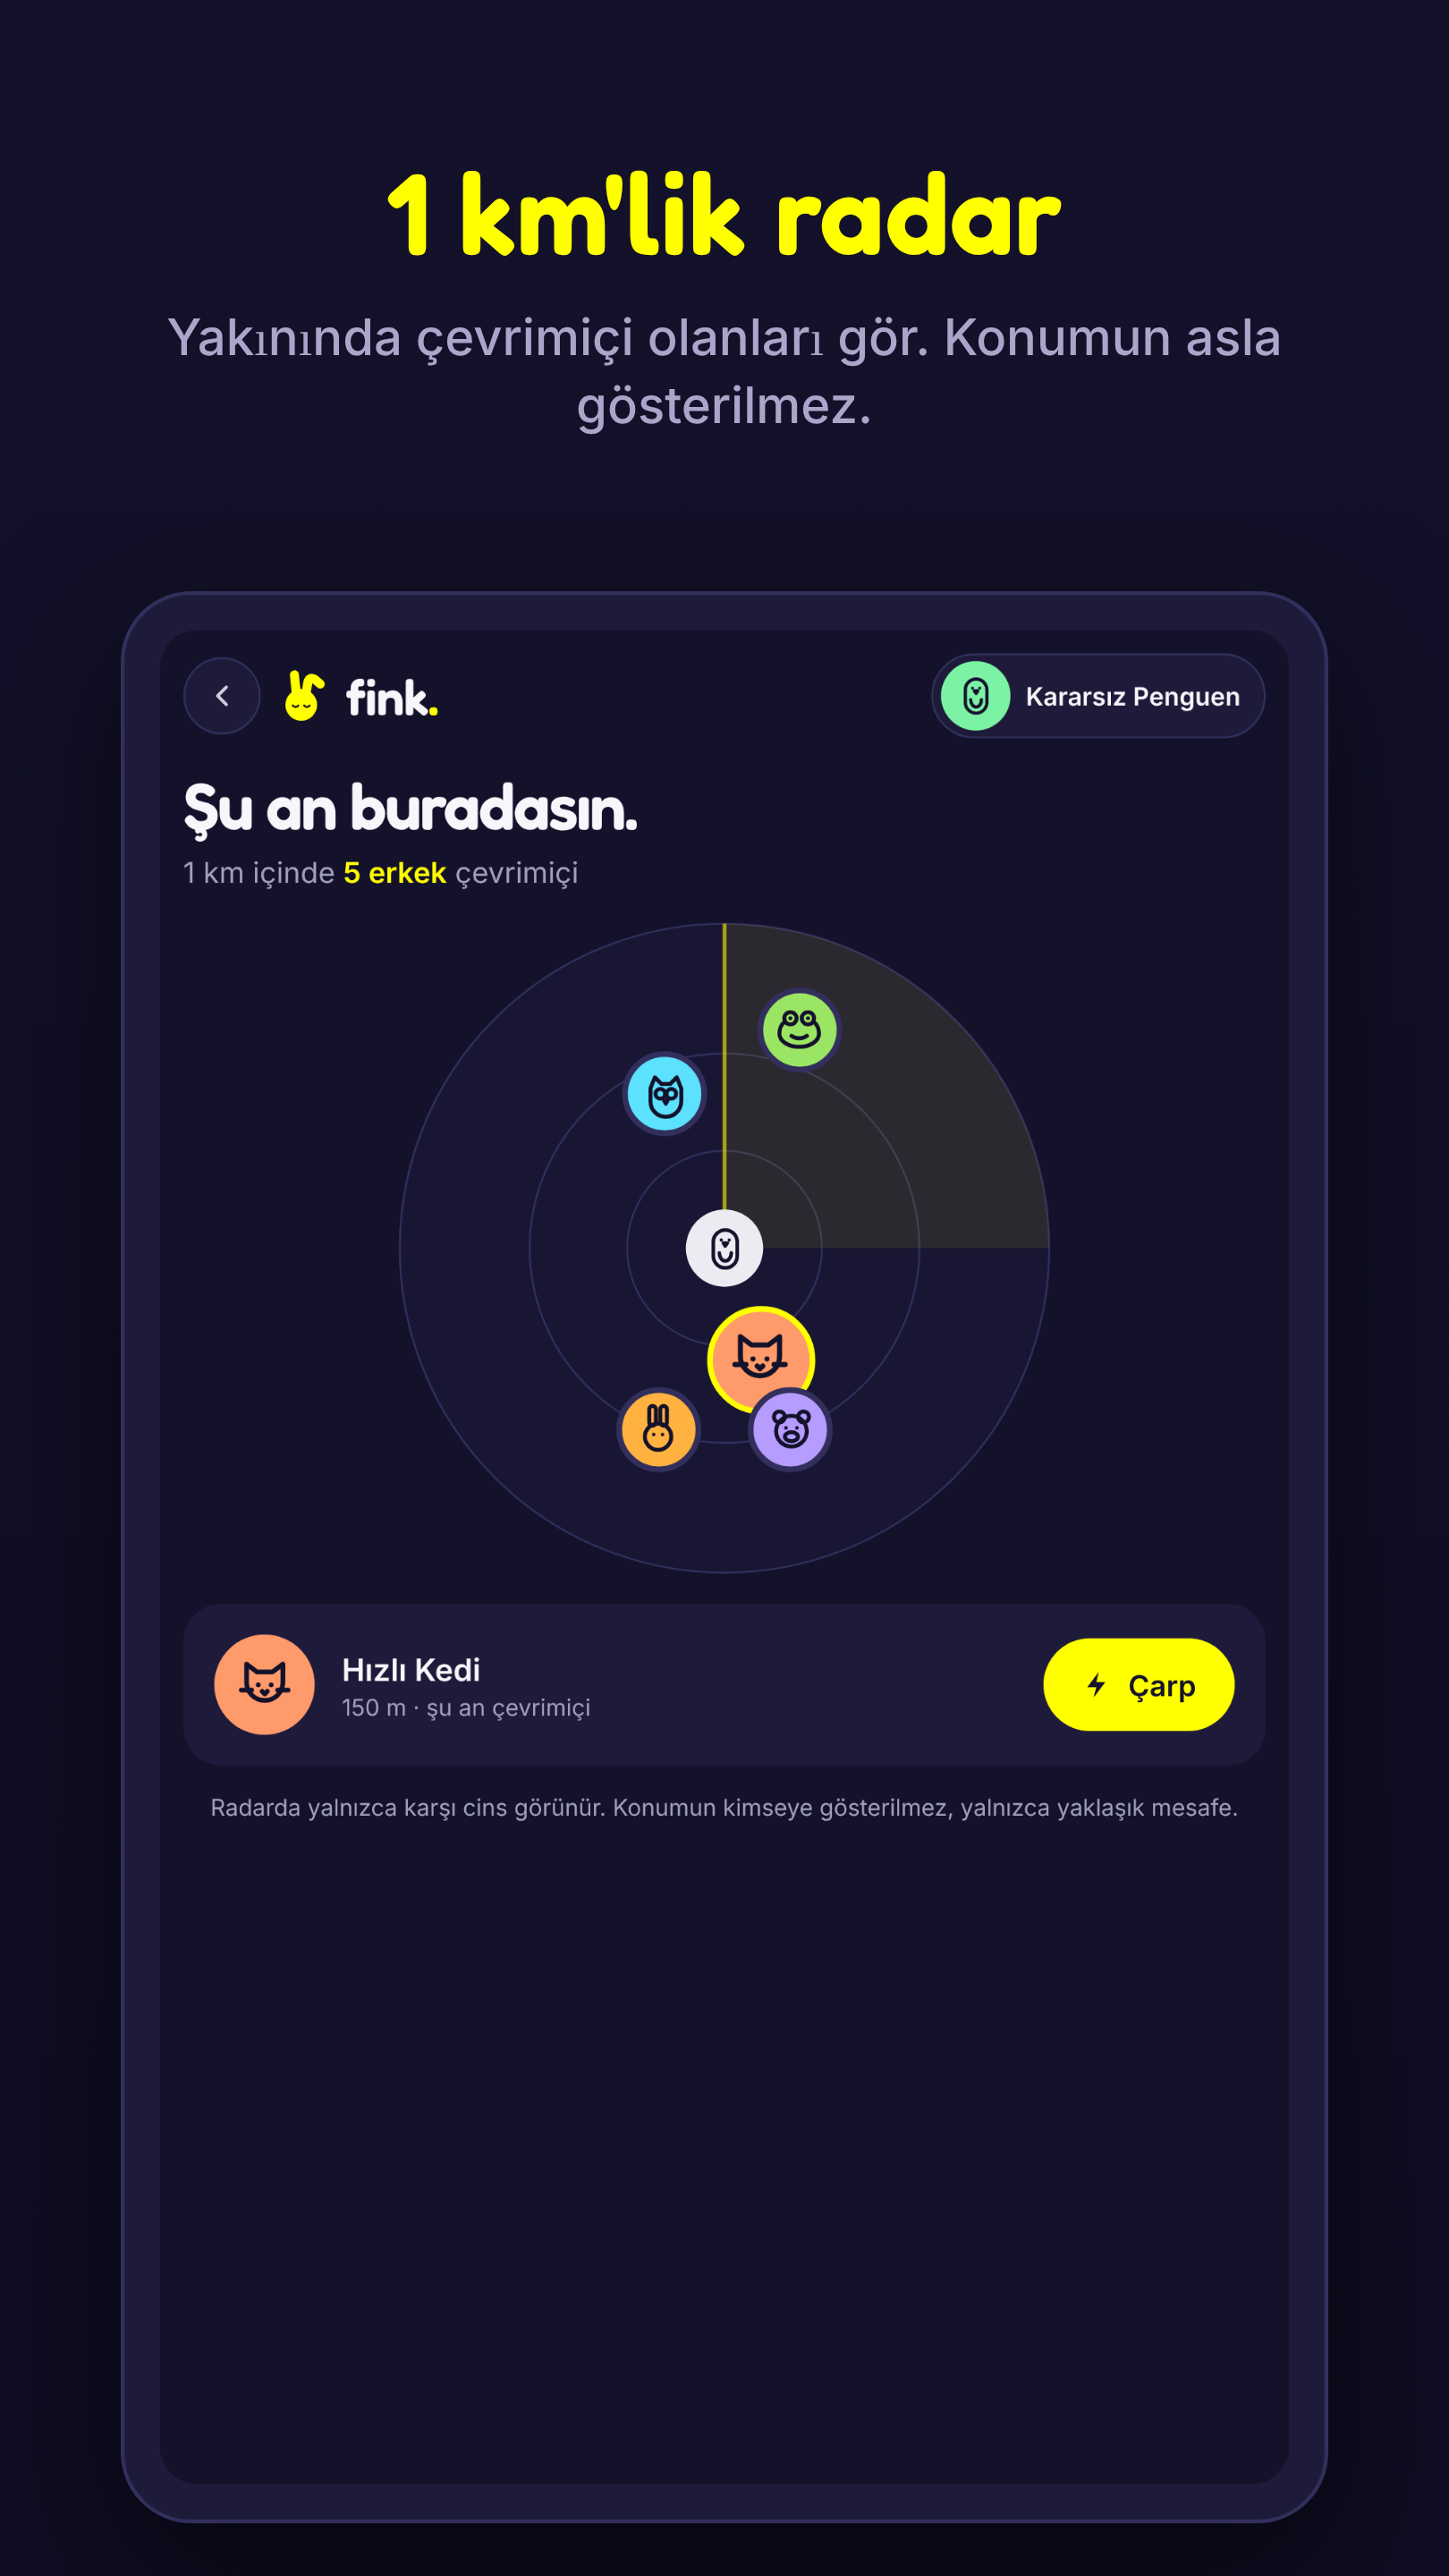 1 km'lik radar
Yakınında çevrimiçi olanları gör. Konumun asla
gösterilmez.
fink.
Kararsız Penguen
Şu an buradasın.
1 km içinde 5 erkek çevrimiçi
Hızlı Kedi
150 m · şu an çevrimiçi
Çarp
Radarda yalnızca karşı cins görünür. Konumun kimseye gösterilmez, yalnızca yaklaşık mesafe.